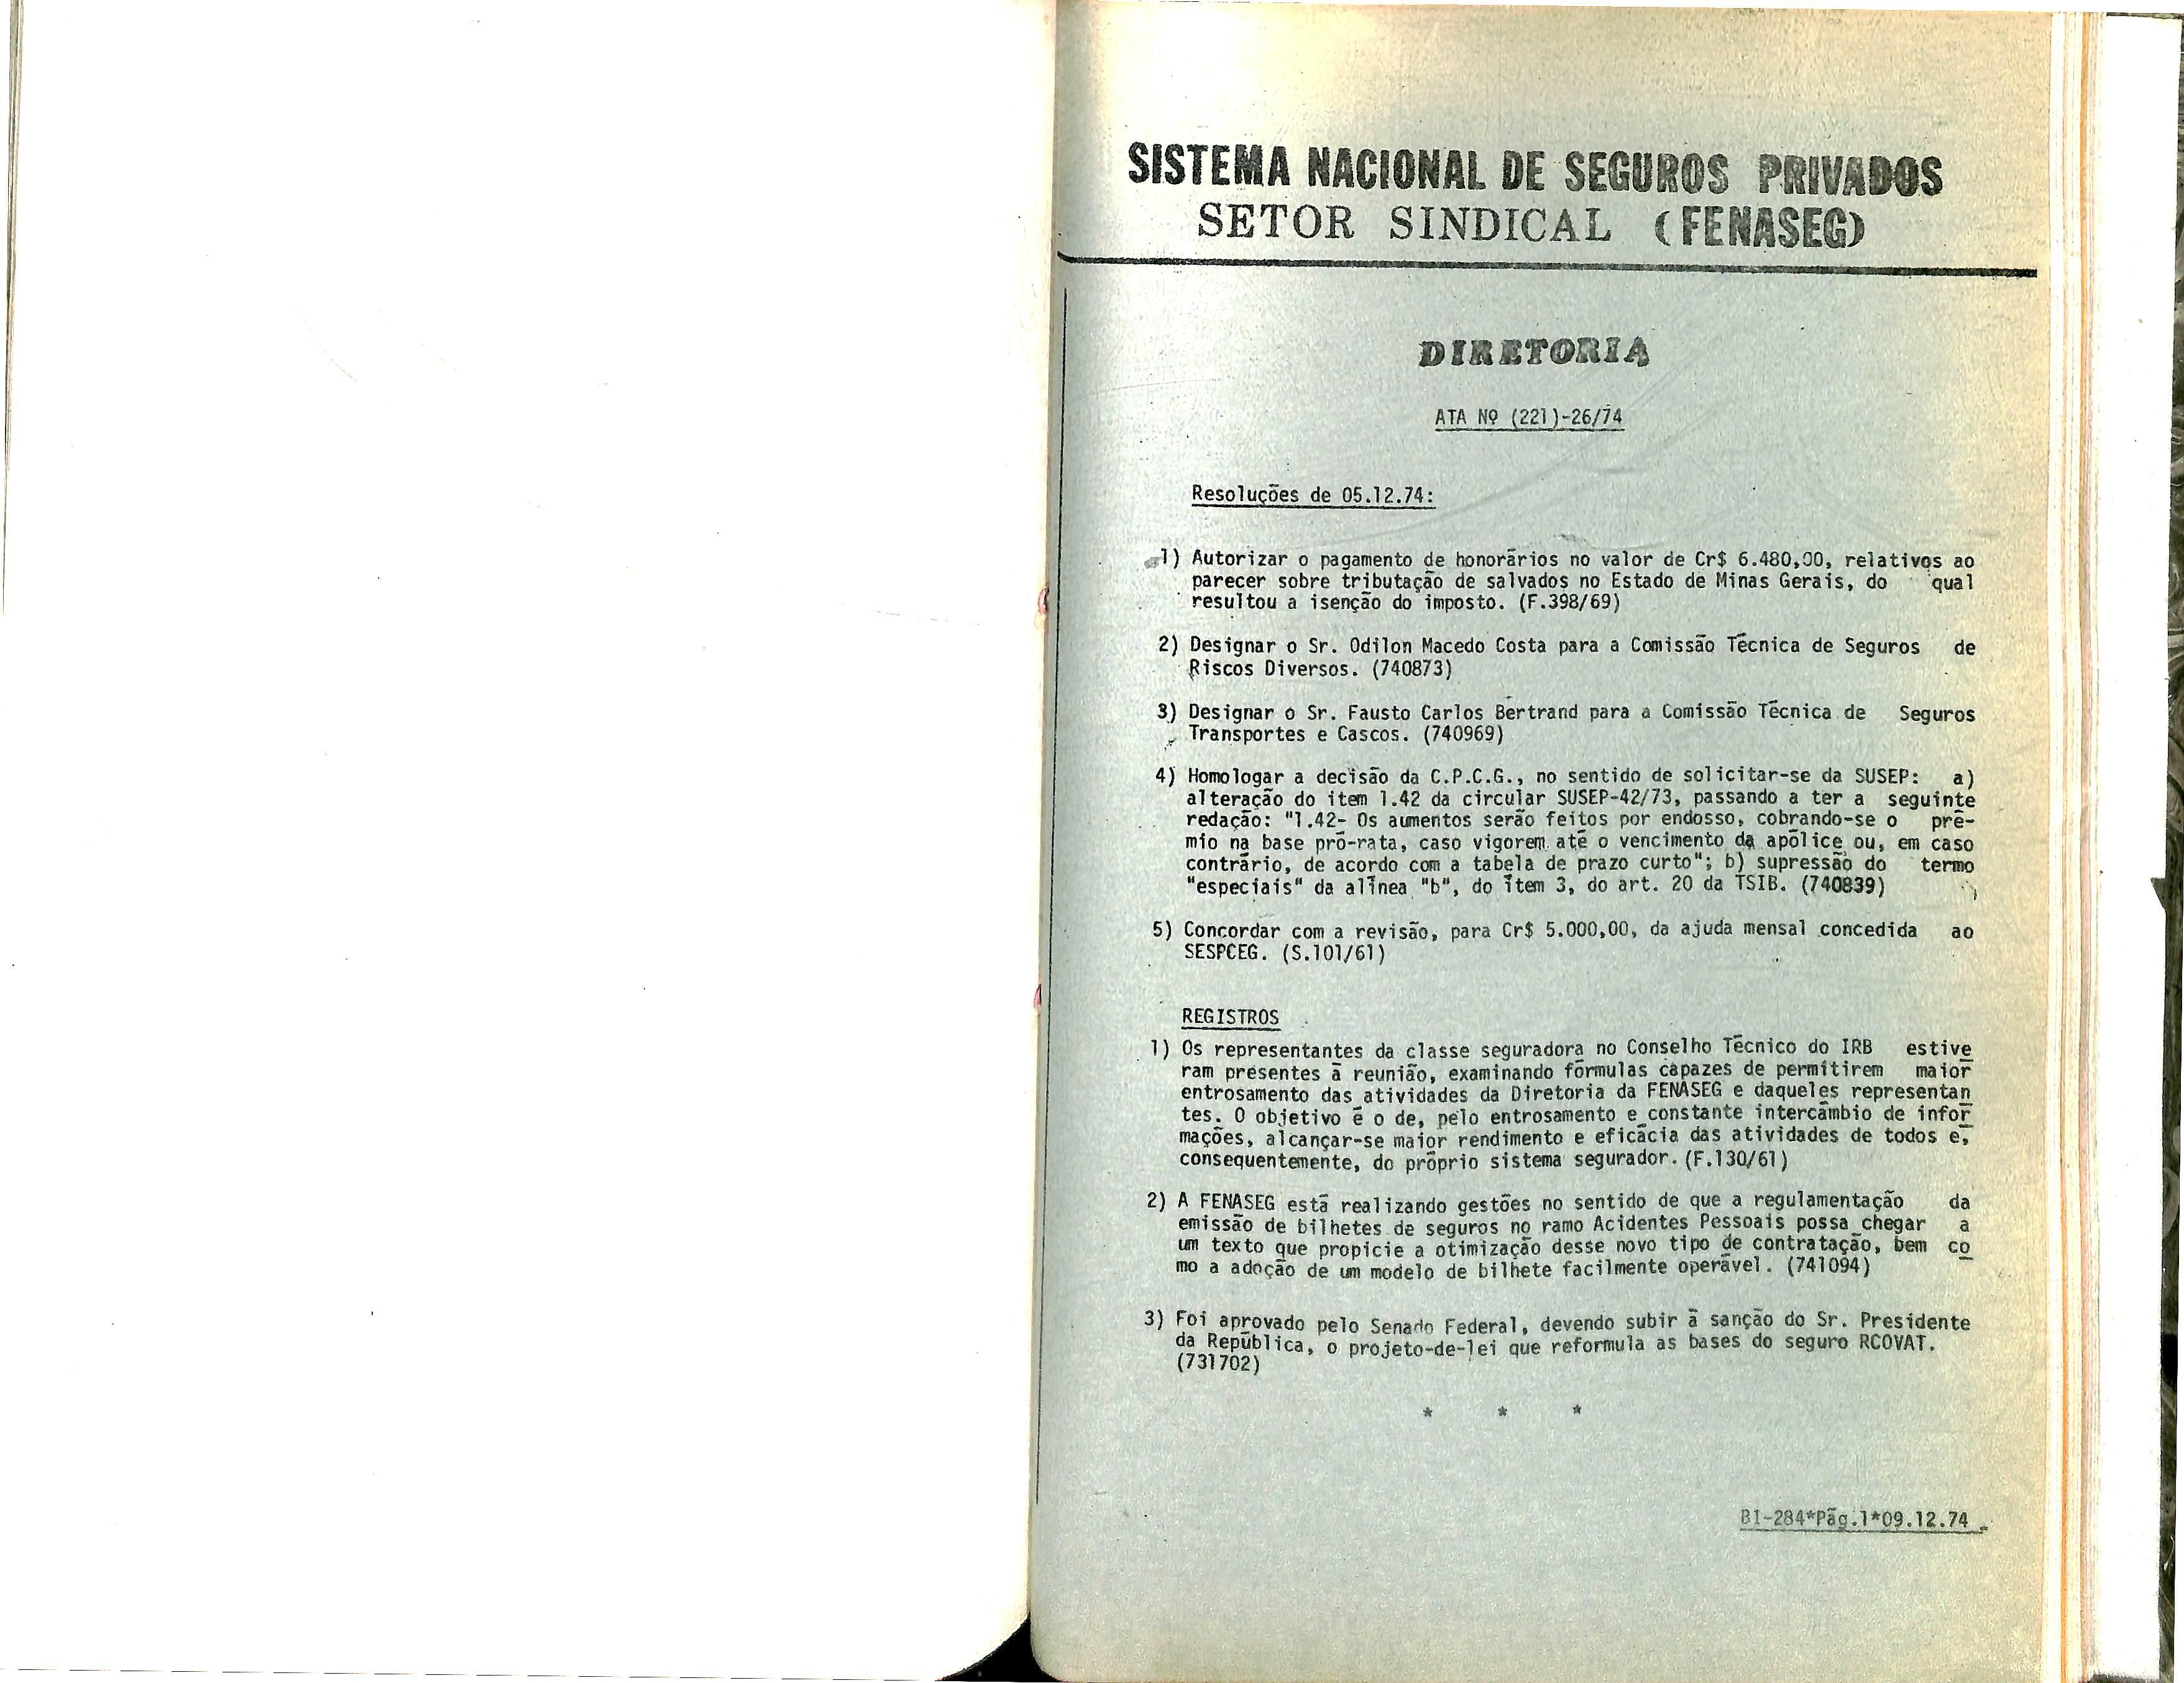 SISTEMA NACIONAL DE SEGUROS PRIVADOS
SETOR SINDICAL (FENASEG)
DIRETORIA
ATA Nº (221)-26/74
Resoluções de 05.12.74:
1) Autorizar o pagamento de honorários no valor de Cr$ 6.480,00, relativos ao
parecer sobre tributação de salvados no Estado de Minas Gerais, do qual
resultou a isenção do imposto. (F.398/69)
2) Designar o Sr. Odilon Macedo Costa para a Comissão Técnica de Seguros de
Riscos Diversos. (740873)
3) Designar o Sr. Fausto Carlos Bertrand para a Comissão Técnica de Seguros
Transportes e Cascos. (740969)
4) Homologar a decisão da C.P.C.G., no sentido de solicitar-se da SUSEP: a)
alteração do item 1.42 da circular SUSEP-42/73, passando a ter a seguinte
redação: "1.42- Os aumentos serão feitos por endosso, cobrando-se o prê-
mio na base pró-rata, caso vigorem até o vencimento da apólice ou, em caso
contrário, de acordo com a tabela de prazo curto"; b) supressão do termo
"especiais" da alínea "b", do item 3, do art. 20 da TSIB. (740839)
5) Concordar com a revisão, para Cr$ 5.000,00, da ajuda mensal concedida ao
SESPCEG. (S.101/61)
REGISTROS
1) Os representantes da classe seguradora no Conselho Técnico do IRB estive
ram presentes à reunião, examinando fórmulas capazes de permitirem maior
entrosamento das atividades da Diretoria da FENASEG e daqueles representan
tes. O objetivo é o de, pelo entrosamento e constante intercâmbio de infor
mações, alcançar-se maior rendimento e eficácia das atividades de todos e,
consequentemente, do próprio sistema segurador. (F.130/61)
2) A FENASEG está realizando gestões no sentido de que a regulamentação da
emissão de bilhetes de seguros no ramo Acidentes Pessoais possa chegar a
um texto que propicie a otimização desse novo tipo de contratação, bem co
mo a adoção de um modelo de bilhete facilmente operável. (741094)
3) Foi aprovado pelo Senado Federal, devendo subir à sanção do Sr. Presidente
da República, o projeto-de-lei que reformula as bases do seguro RCOVAT.
(731702)
* * *
BI-284*Pág.1*09.12.74